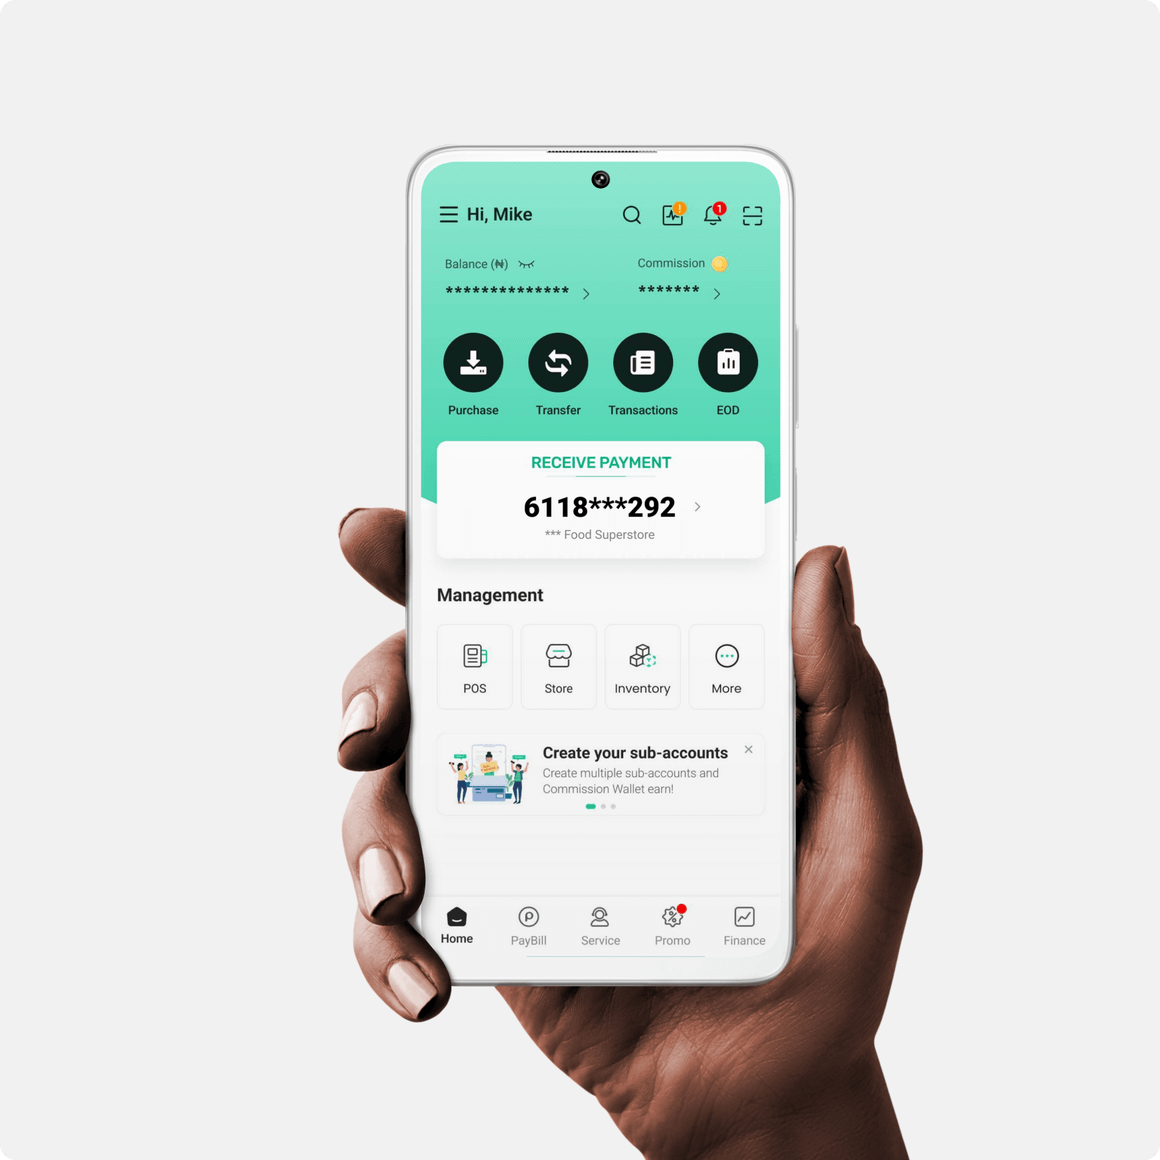 Hi, Mike
!
1
Balance (₦)
Commission
**************
*******
Purchase
Transfer
Transactions
EOD
RECEIVE PAYMENT
6118***292
*** Food Superstore
Management
POS
Store
Inventory
More
Create your sub-accounts
Create multiple sub-accounts and
Commission Wallet earn!
Home
PayBill
Service
Promo
Finance